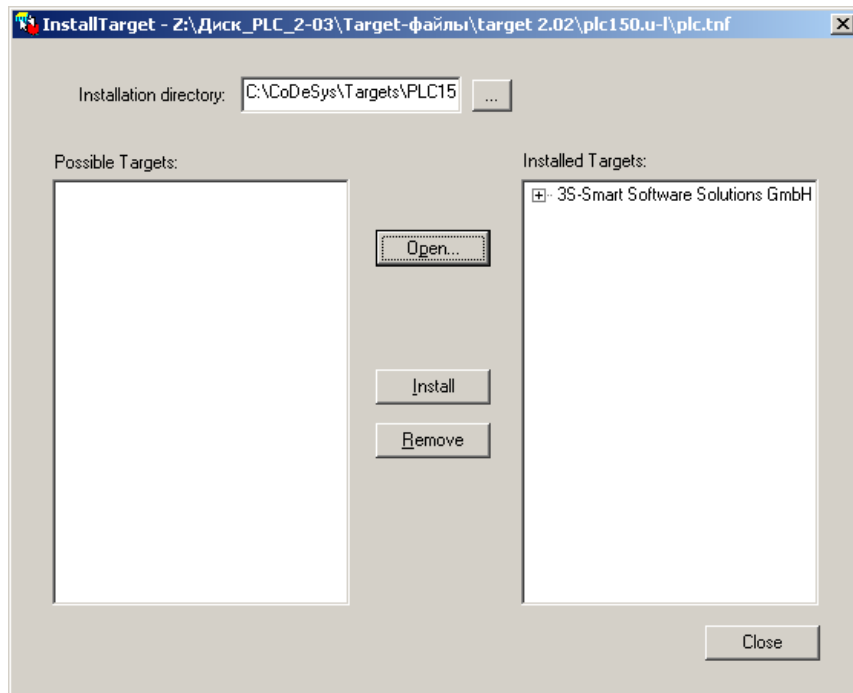 InstallTarget - Z:\Диск_PLC_2-03\Target-файлы\target 2.02\plc150.u-l\plc.tnf
Installation directory: C:\CoDeSys\Targets\PLC15 ...
Possible Targets:
Installed Targets:
3S-Smart Software Solutions GmbH
Open...
Install
Remove
Close